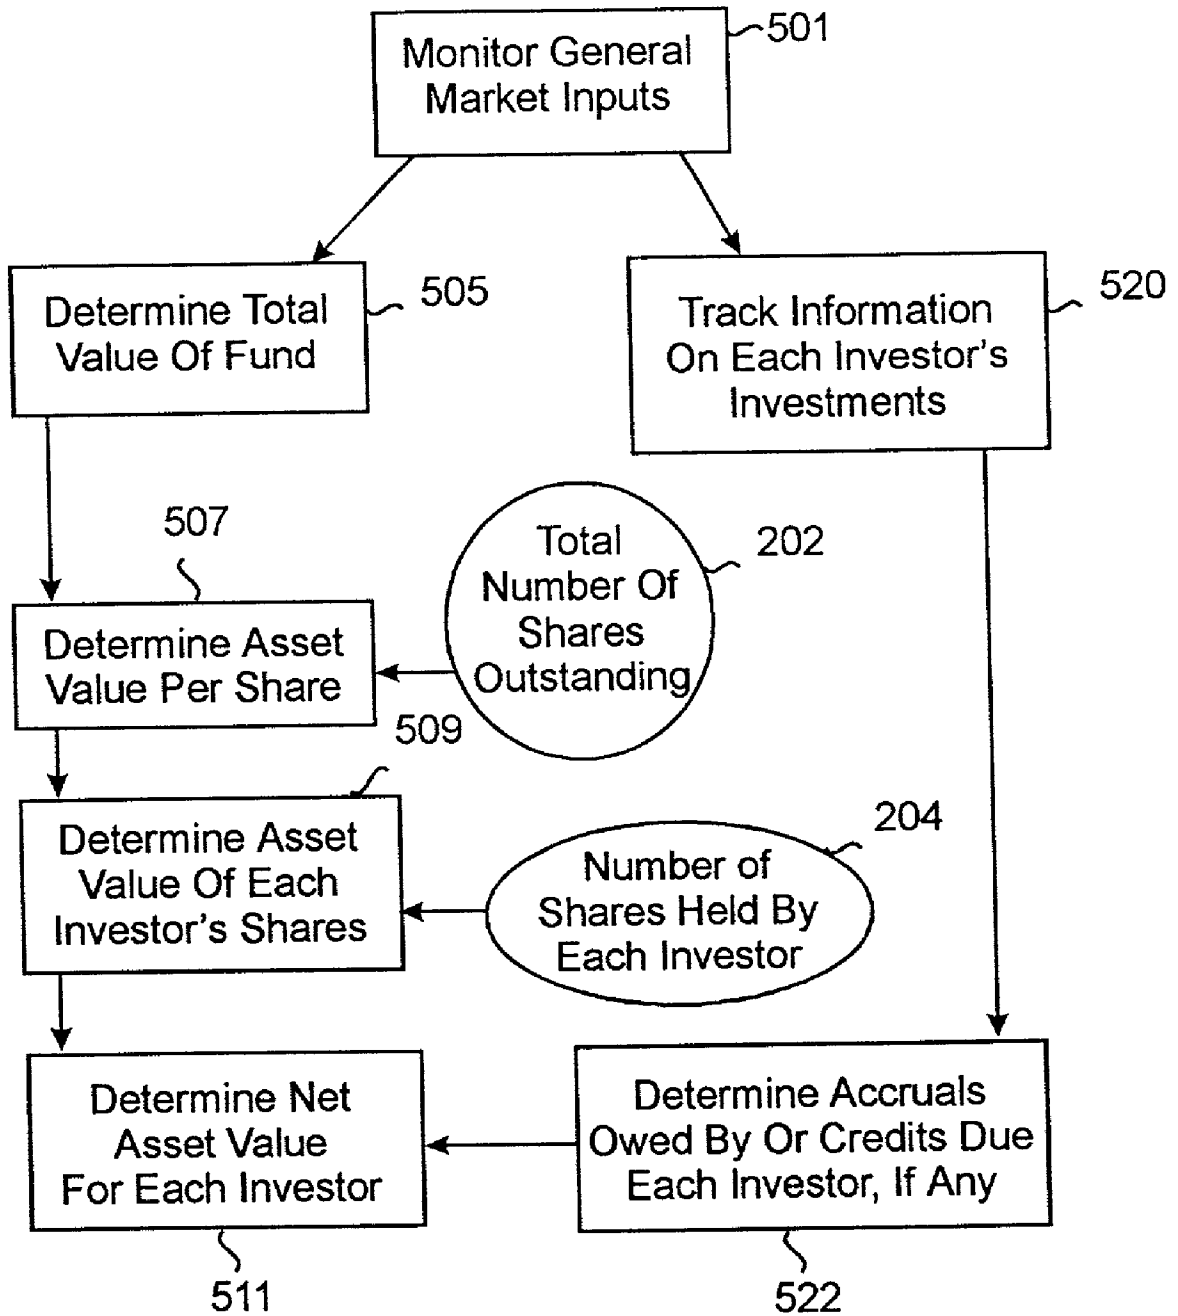 Monitor General
Market Inputs
501
Determine Total
Value Of Fund
505
Track Information
On Each Investor's
Investments
520
507
Determine Asset
Value Per Share
Total
Number Of
Shares
Outstanding
202
509
Determine Asset
Value Of Each
Investor's Shares
Number of
Shares Held By
Each Investor
204
Determine Net
Asset Value
For Each Investor
511
Determine Accruals
Owed By Or Credits Due
Each Investor, If Any
522